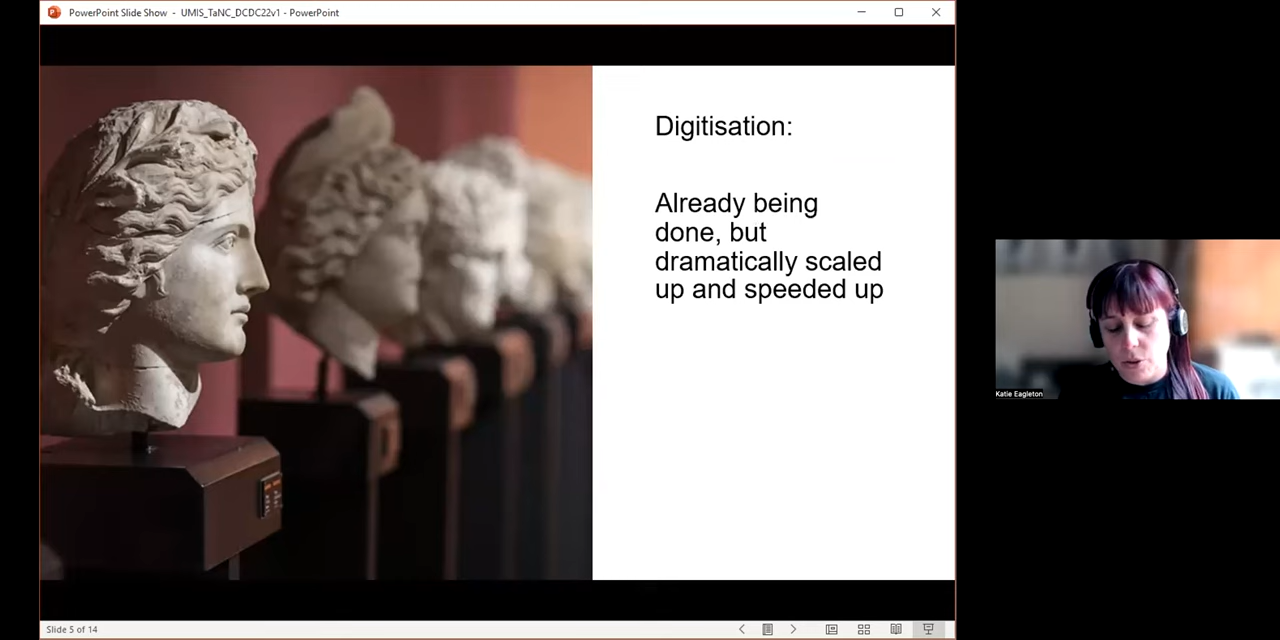 PowerPoint Slide Show - UMIS_TaNC_DCDC22v1 - PowerPoint
Digitisation:
Already being
done, but
dramatically scaled
up and speeded up
Katie Eagleton
Slide 5 of 14